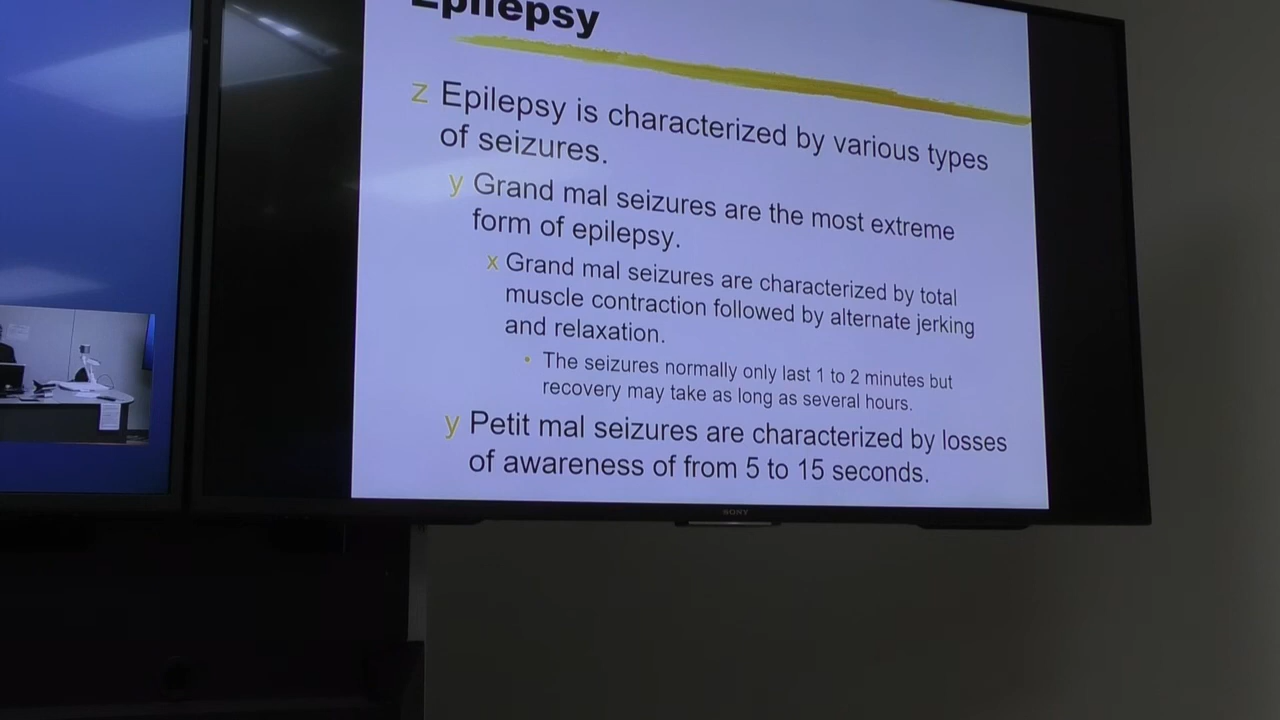 Epilepsy
z Epilepsy is characterized by various types
of seizures.
y Grand mal seizures are the most extreme
form of epilepsy.
x Grand mal seizures are characterized by total
muscle contraction followed by alternate jerking
and relaxation.
• The seizures normally only last 1 to 2 minutes but
recovery may take as long as several hours.
y Petit mal seizures are characterized by losses
of awareness of from 5 to 15 seconds.
SONY